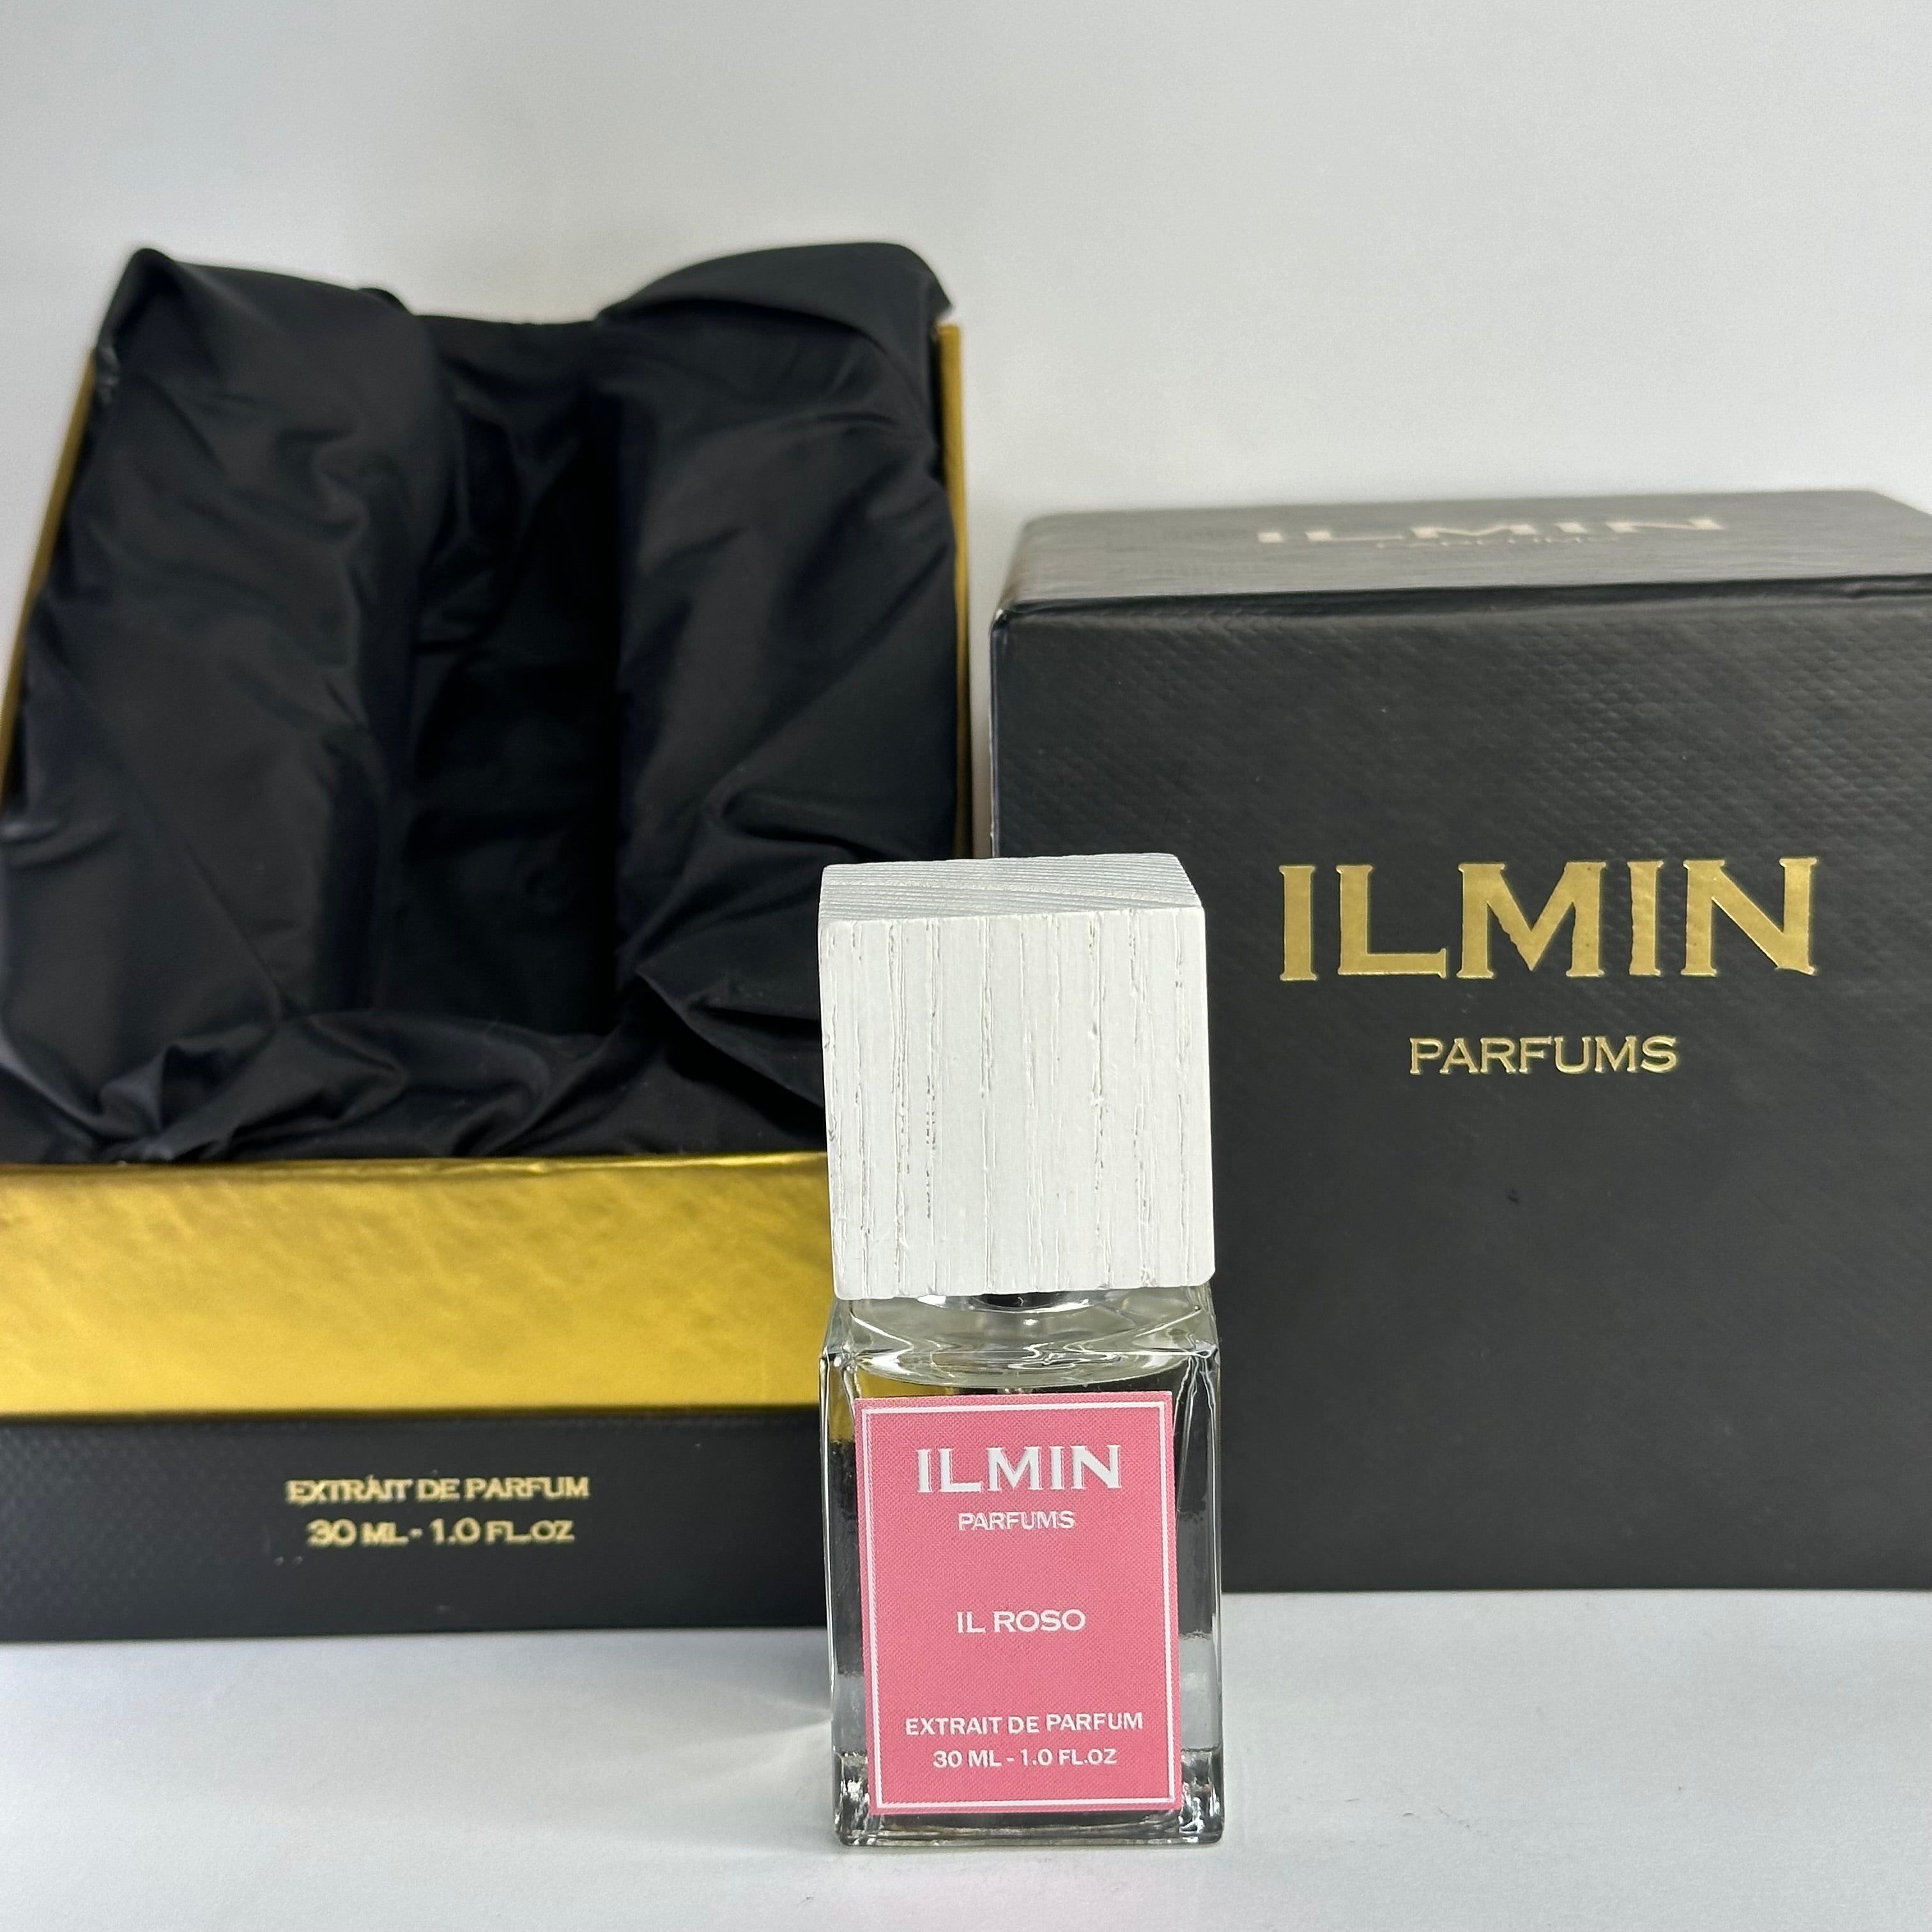 ILMIN
PARFUMS
ILMIN
PARFUMS
EXTRAIT DE PARFUM
30 ML - 1.0 FL.OZ
ILMIN
PARFUMS
IL ROSO
EXTRAIT DE PARFUM
30 ML - 1.0 FL.OZ